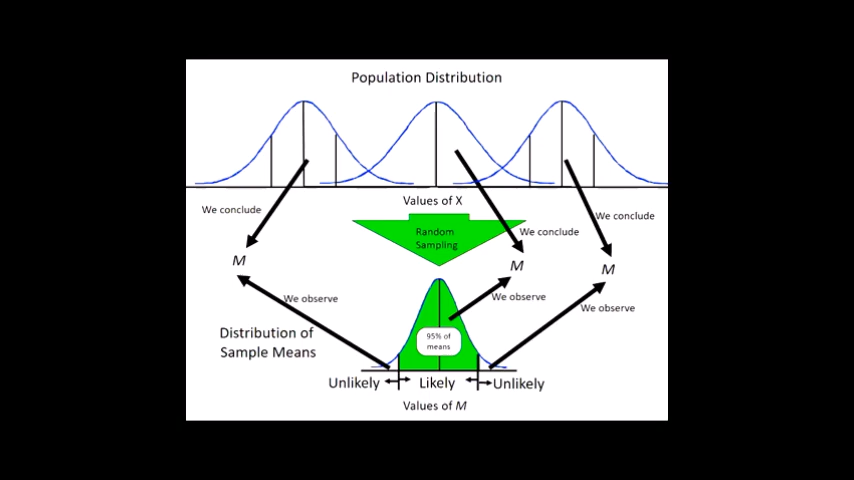 Population Distribution
Values of X
We conclude
Random
Sampling
We conclude
We conclude
M
M
M
We observe
We observe
We observe
Distribution of
Sample Means
95% of
means
Unlikely
Likely
Unlikely
Values of M